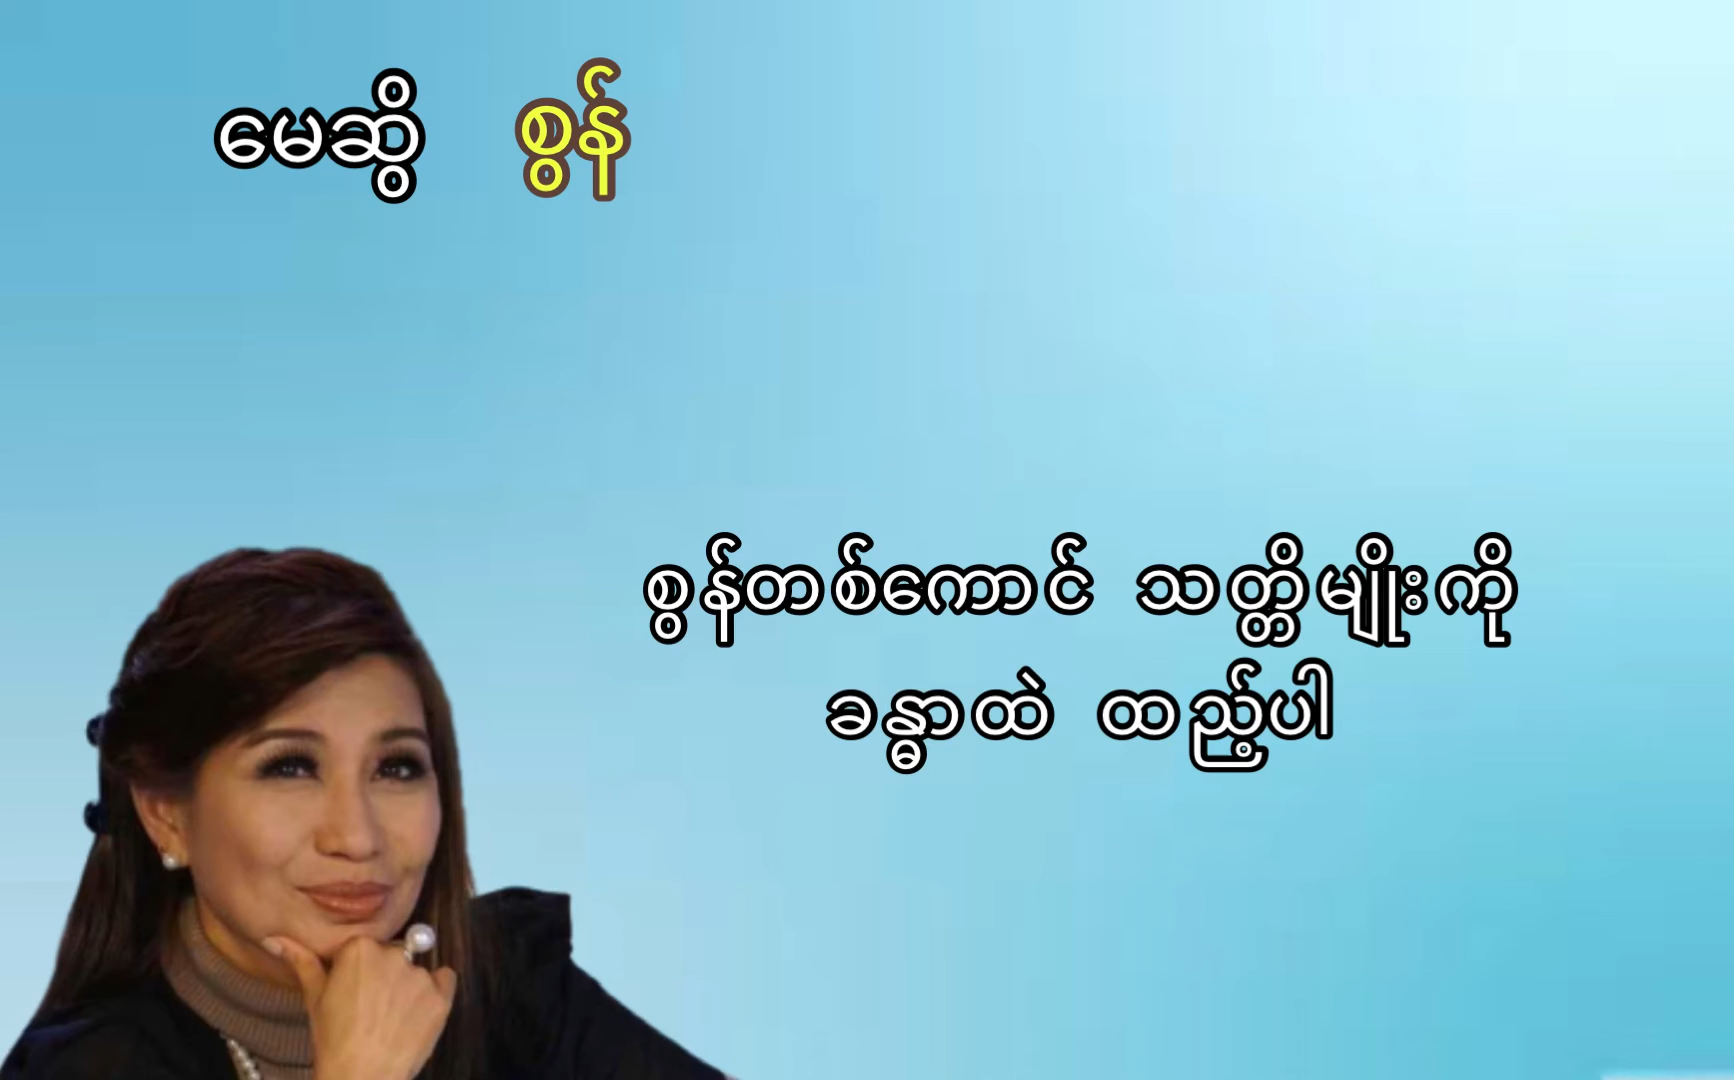 မေဆွိ စွန်
စွန်တစ်ကောင် သတ္တိမျိုးကို
ခန္ဓာထဲ ထည့်ပါ